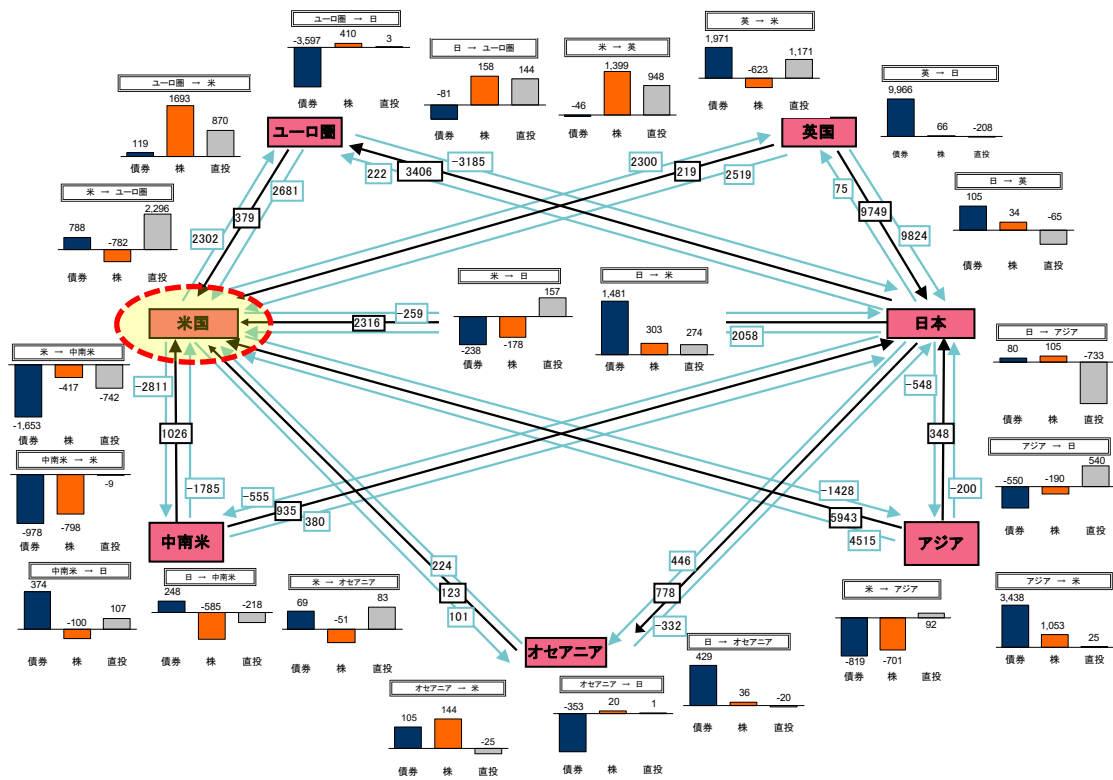 ユーロ圏 → 日
-3,597
410
3
債券 株 直投
日 → ユーロ圏
-81
158
144
債券 株 直投
米 → 英
-46
1,399
948
債券 株 直投
英 → 米
1,971
-623
1,171
債券 株 直投
英 → 日
9,966
66
-208
債券 株 直投
ユーロ圏 → 米
119
1693
870
債券 株 直投
米 → ユーロ圏
788
-782
2,296
債券 株 直投
日 → 英
105
34
-65
債券 株 直投
ユーロ圏
英国
-3185
222
3406
2300
219
2519
75
9749
9824
2681
379
2302
米国
-259
2316
米 → 日
-238
-178
157
債券 株 直投
日 → 米
1,481
303
274
債券 株 直投
2058
日本
日 → アジア
80
105
-733
債券 株 直投
米 → 中南米
-1,653
-417
-742
債券 株 直投
-2811
1026
-1785
-548
348
-200
アジア → 日
-550
-190
540
債券 株 直投
中南米 → 米
-978
-798
-9
債券 株 直投
中南米
-555
935
380
-1428
5943
4515
アジア
224
123
101
446
778
-332
オセアニア
中南米 → 日
374
-100
107
債券 株 直投
日 → 中南米
248
-585
-218
債券 株 直投
米 → オセアニア
69
-51
83
債券 株 直投
日 → オセアニア
429
36
-20
債券 株 直投
米 → アジア
-819
-701
92
債券 株 直投
アジア → 米
3,438
1,053
25
債券 株 直投
オセアニア → 米
105
144
-25
債券 株 直投
オセアニア → 日
-353
20
1
債券 株 直投